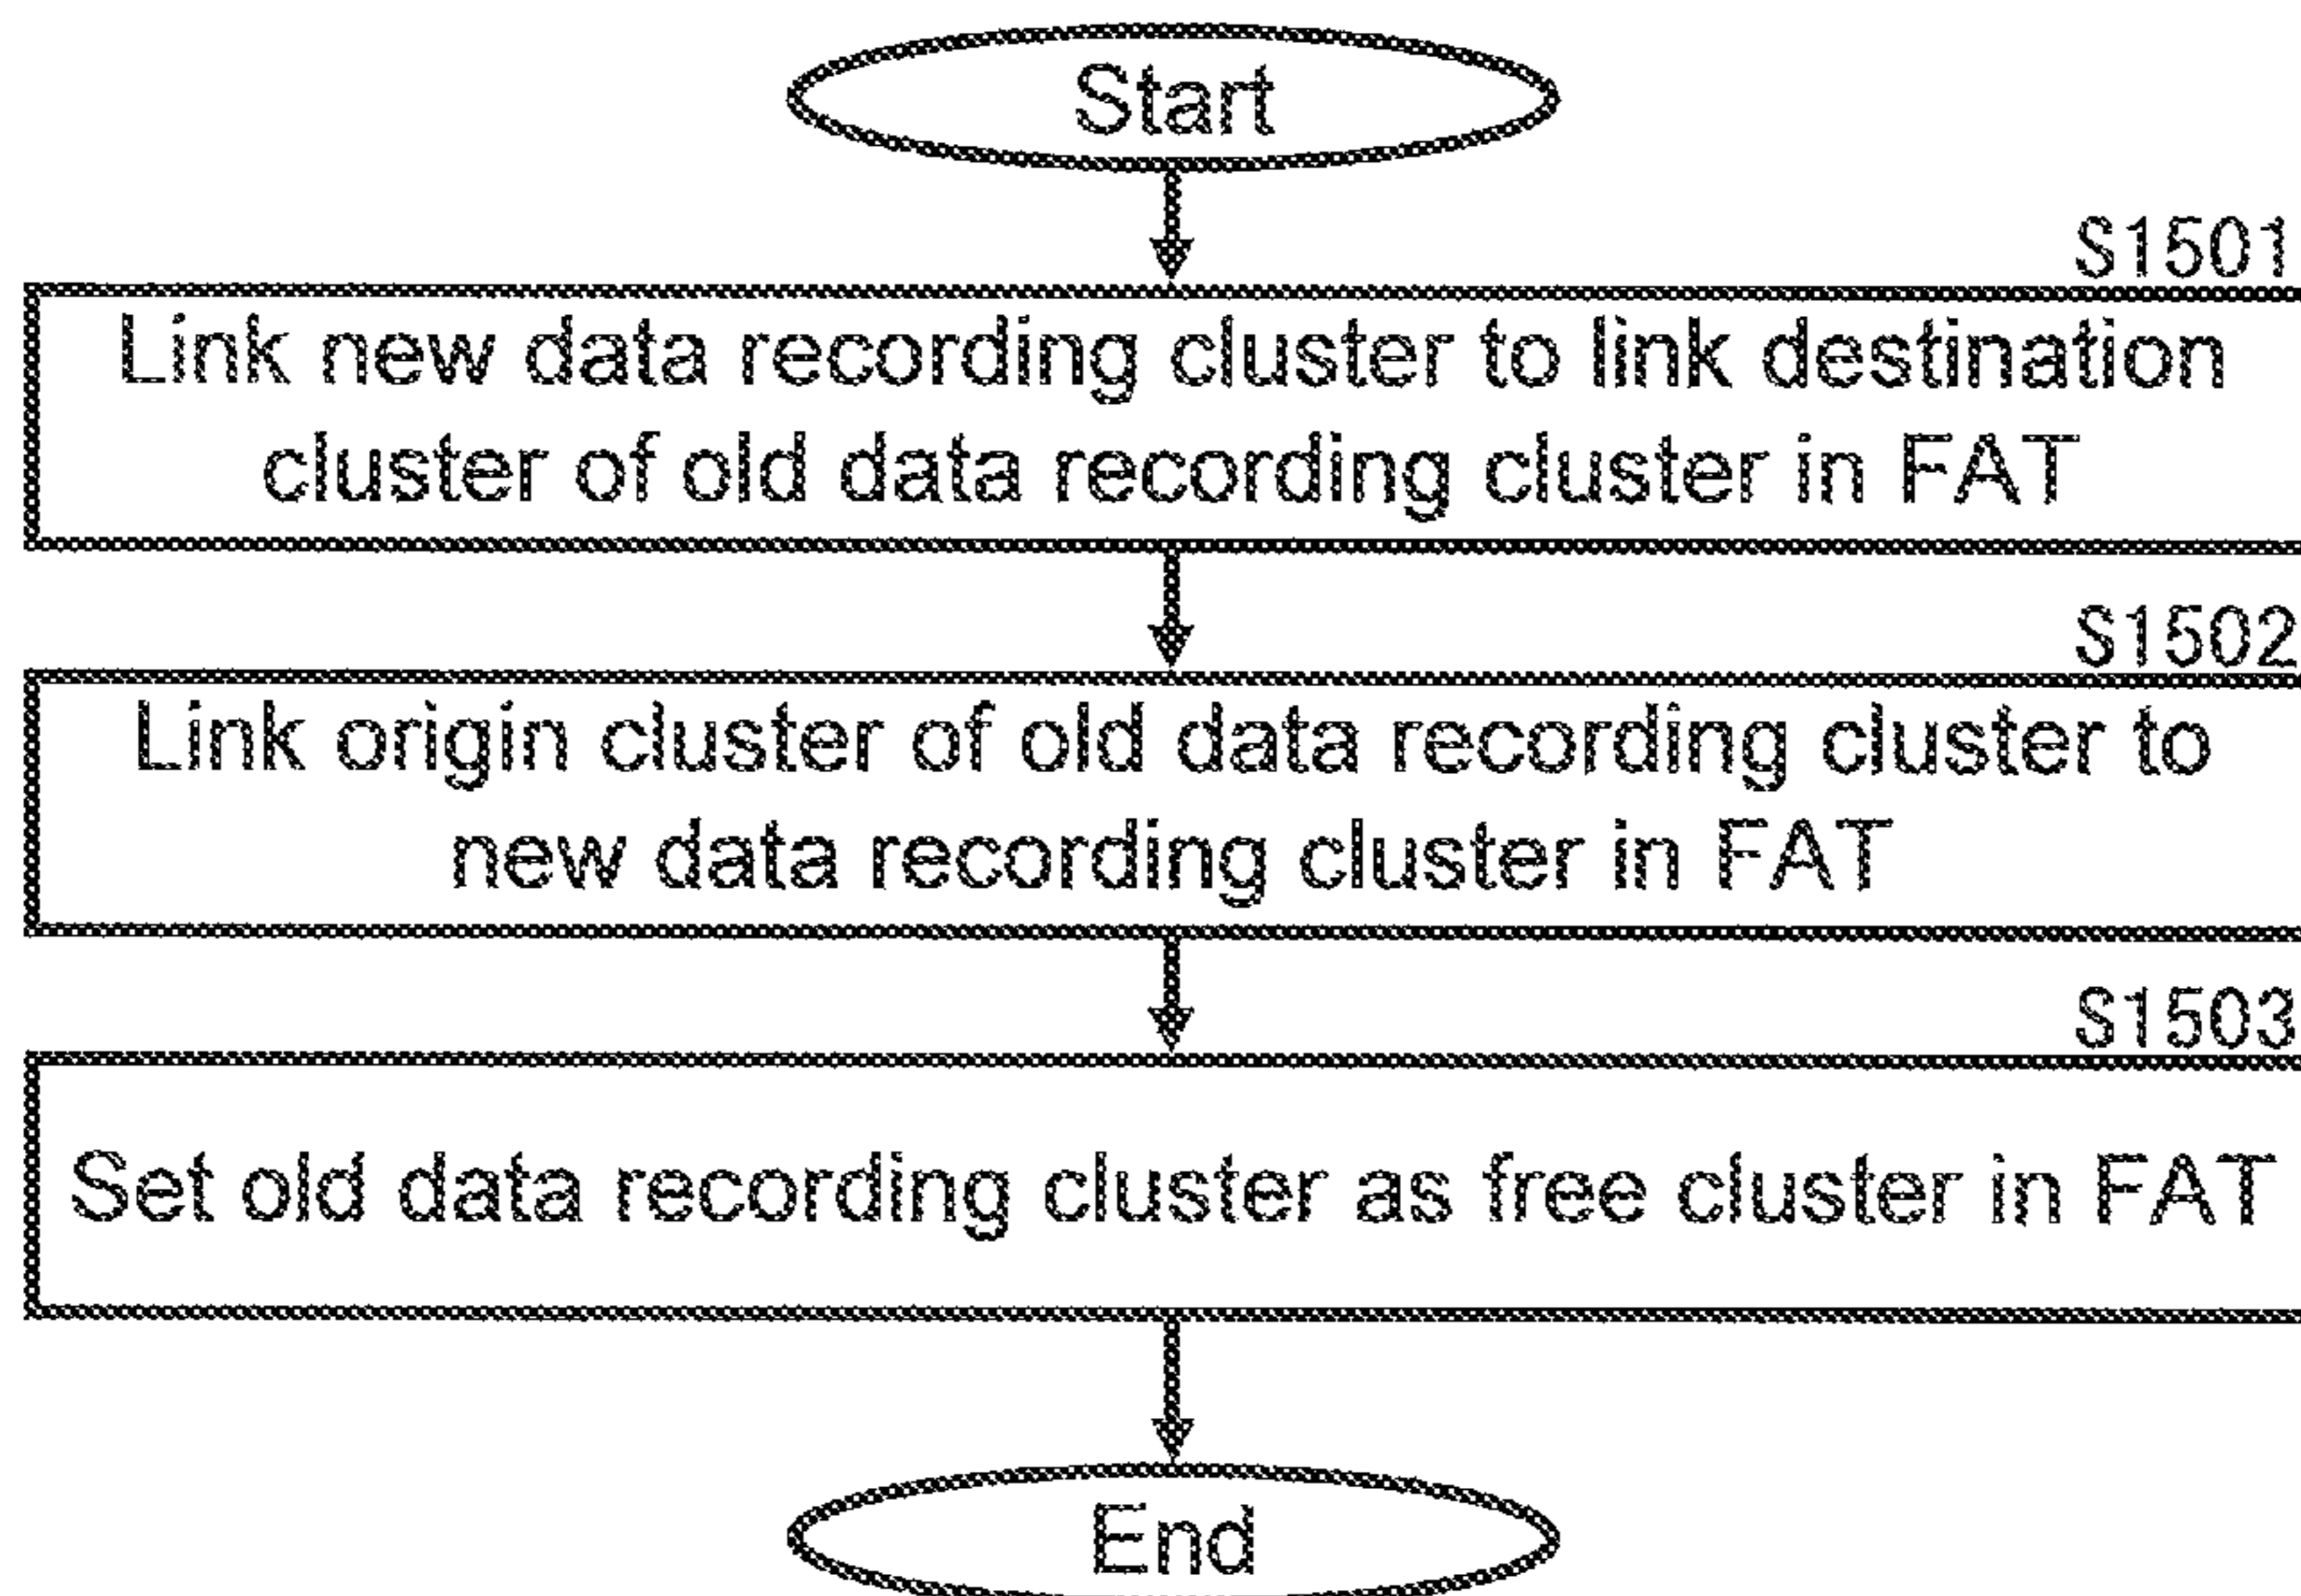 Start
S1501
Link new data recording cluster to link destination
cluster of old data recording cluster in FAT
S1502
Link origin cluster of old data recording cluster to
new data recording cluster in FAT
S1503
Set old data recording cluster as free cluster in FAT
End